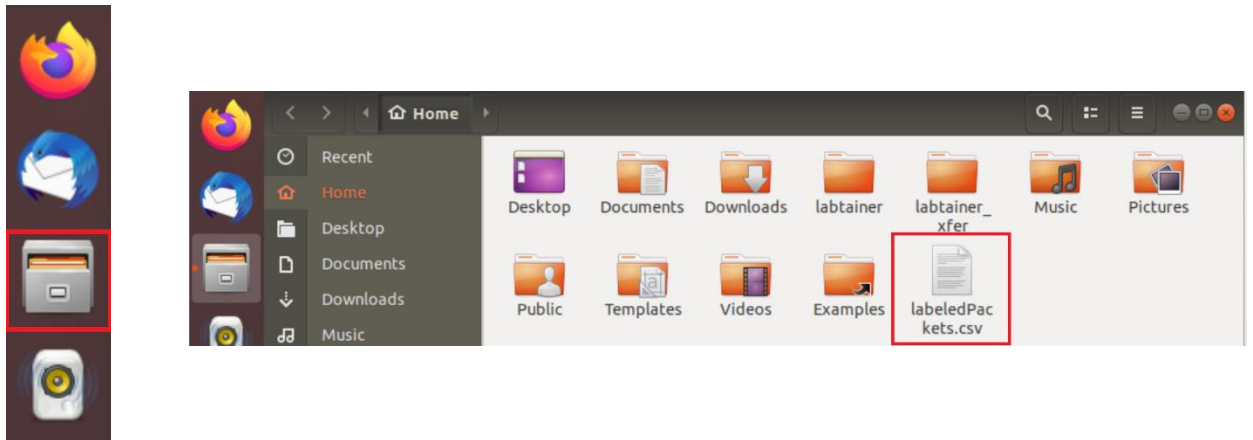 Home
Recent
Home
Desktop
Documents
Downloads
Music
Desktop
Documents
Downloads
labtainer
labtainer_
xfer
Music
Pictures
Public
Templates
Videos
Examples
labeledPac
kets.csv